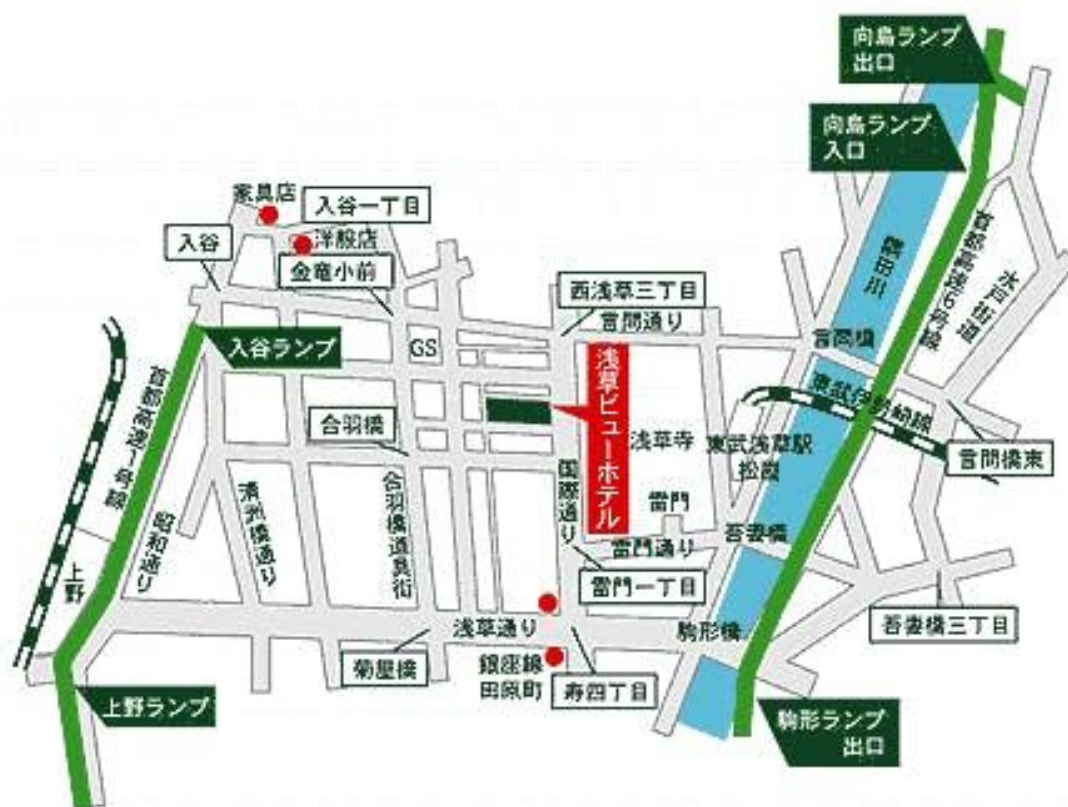 向島ランプ
出口
向島ランプ
入口
家具店
入谷一丁目
入谷
洋服店
金竜小前
西浅草三丁目
言問通り
隅田川
首都高速6号線
水戸街道
入谷ランプ
GS
浅草ビューホテル
言問橋
東武伊勢崎線
首都高速1号線
合羽橋
浅草寺
東武浅草駅
松屋
言問橋東
清洲橋通り
合羽橋道具街
国際通り
雷門
昭和通り
雷門通り
吾妻橋
上野
雷門一丁目
浅草通り
駒形橋
吾妻橋三丁目
菊屋橋
銀座線
田原町
寿四丁目
上野ランプ
駒形ランプ
出口